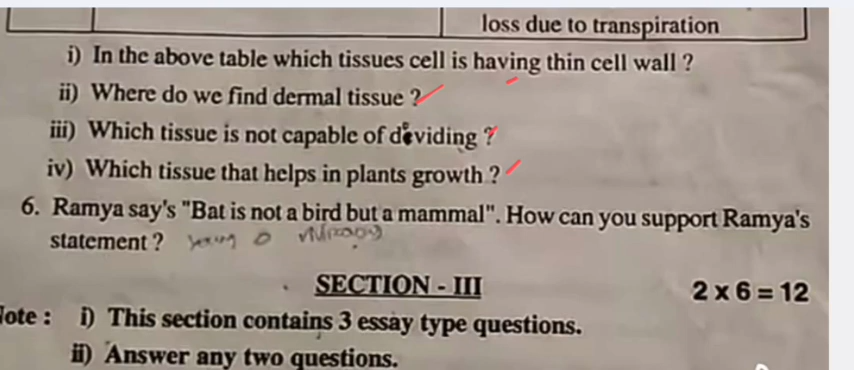 loss due to transpiration
i) In the above table which tissues cell is having thin cell wall ?
ii) Where do we find dermal tissue ?
iii) Which tissue is not capable of deviding ?
iv) Which tissue that helps in plants growth ?
6. Ramya say's "Bat is not a bird but a mammal". How can you support Ramya's
statement ?
SECTION - III 2 x 6 = 12
lote : i) This section contains 3 essay type questions.
ii) Answer any two questions.